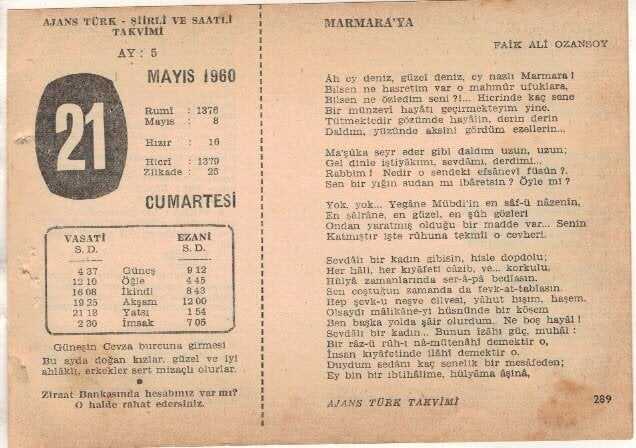 AJANS TÜRK - ŞİİRLİ VE SAATLİ
TAKVİMİ
AY : 5
MAYIS 1960
21
Rumî : 1376
Mayıs : 8
Hızır : 16
Hicrî : 1379
Zilkade : 25
CUMARTESİ
VASATİ EZANİ
S. D. S. D.
4 37 Güneş 9 12
12 10 Öğle 4 45
16 08 İkindi 8 43
19 25 Akşam 12 00
21 18 Yatsı 1 54
2 30 İmsak 7 05
Güneşin Cevza burcuna girmesi
Bu ayda doğan kızlar, güzel ve iyi
ahlâklı, erkekler sert mizaçlı olurlar.
Ziraat Bankasında hesabınız var mı?
O halde rahat edersiniz.
MARMARA'YA
FAİK ALİ OZANSOY
Âh ey deniz, güzel deniz, ey nazlı Marmara!
Bilsen ne hasretim var o mahmûr ufuklara,
Bilsen ne özledim seni?!... Hicrinde kaç sene
Bir münzevi hayâtı geçirmekteyim yine.
Tütmektedir gözümde hayâlin, derin derin
Daldım, yüzünde aksini gördüm ezellerin...
Ma'şûka seyr eder gibi daldım uzun, uzun;
Gel dinle iştiyâkımı, sevdâmı, derdimi...
Rabbim! Nedir o sendeki efsânevî füsûn?.
Sen bir yığın sudan mı ibâretsin? Öyle mi?
Yok, yok... Yegâne Mübdi'in en sâf-ü nâzenîn,
En şâirâne, en güzel, en şûh gözleri
Ondan yaratmış olduğu bir madde var... Senin
Katmıştır işte rûhuna tekmîl o cevheri.
Sevdâlı bir kadın gibisin, hisle dopdolu;
Her hâli, her kıyâfeti câzib, ve... korkulu,
Hülyâ zamanlarında ser-â-pâ bedîasın.
Sen coştuğun zamanda da fevk-at-tablasın.
Hep şevk-u neşve cilvesi, yâhut hışım, haşem.
Olsaydı mâlikâne-yi hüsnünde bir köşem
Ben başka yolda şâir olurdum.. Ne boş hayâl!
Sevdâlı bir kadın... Bunun îzâhı güç, muhâl:
Bir râz-ü rûh-i nâ-mütenâhî demektir o,
İnsan kıyâfetinde ilâhî demektir o.
Duydum sedânı kaç senelik bir mesâfeden;
Ey bin bir ibtihâlime, hülyâma âşinâ,
AJANS TÜRK TAKVİMİ
289